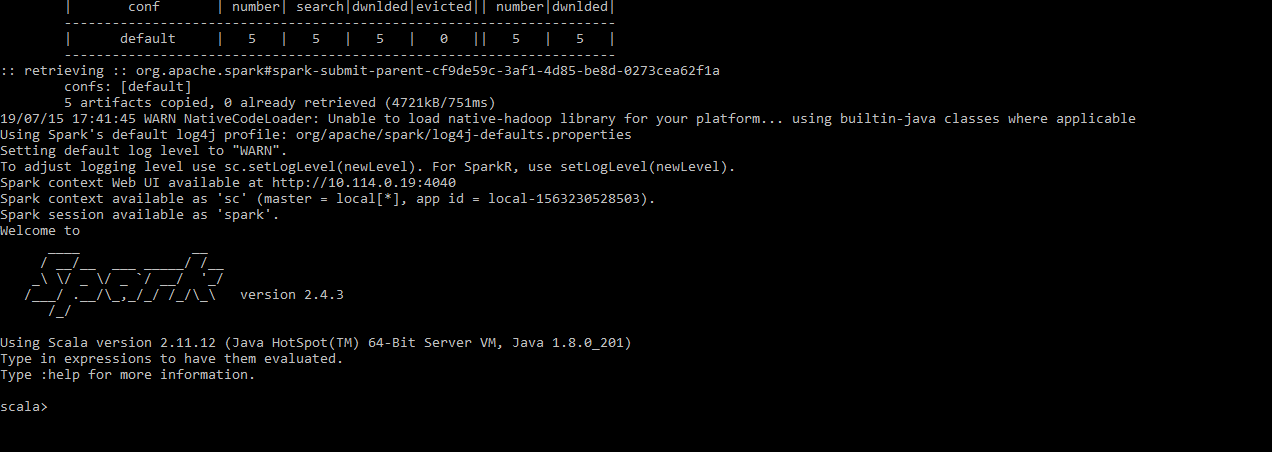 |       conf       | number| search|dwnlded|evicted|| number|dwnlded|
---------------------------------------------------------------------
|      default     |   5   |   5   |   5   |   0   ||   5   |   5   |
---------------------------------------------------------------------
:: retrieving :: org.apache.spark#spark-submit-parent-cf9de59c-3af1-4d85-be8d-0273cea62f1a
confs: [default]
5 artifacts copied, 0 already retrieved (4721kB/751ms)
19/07/15 17:41:45 WARN NativeCodeLoader: Unable to load native-hadoop library for your platform... using builtin-java classes where applicable
Using Spark's default log4j profile: org/apache/spark/log4j-defaults.properties
Setting default log level to "WARN".
To adjust logging level use sc.setLogLevel(newLevel). For SparkR, use setLogLevel(newLevel).
Spark context Web UI available at http://10.114.0.19:4040
Spark context available as 'sc' (master = local[*], app id = local-1563230528503).
Spark session available as 'spark'.
Welcome to
      ____              __
     / __/__  ___ _____/ /__
    _\ \/ _ \/ _ `/ __/  '_/
   /___/ .__/\_,_/_/ /_/\_\   version 2.4.3
      /_/
Using Scala version 2.11.12 (Java HotSpot(TM) 64-Bit Server VM, Java 1.8.0_201)
Type in expressions to have them evaluated.
Type :help for more information.
scala>